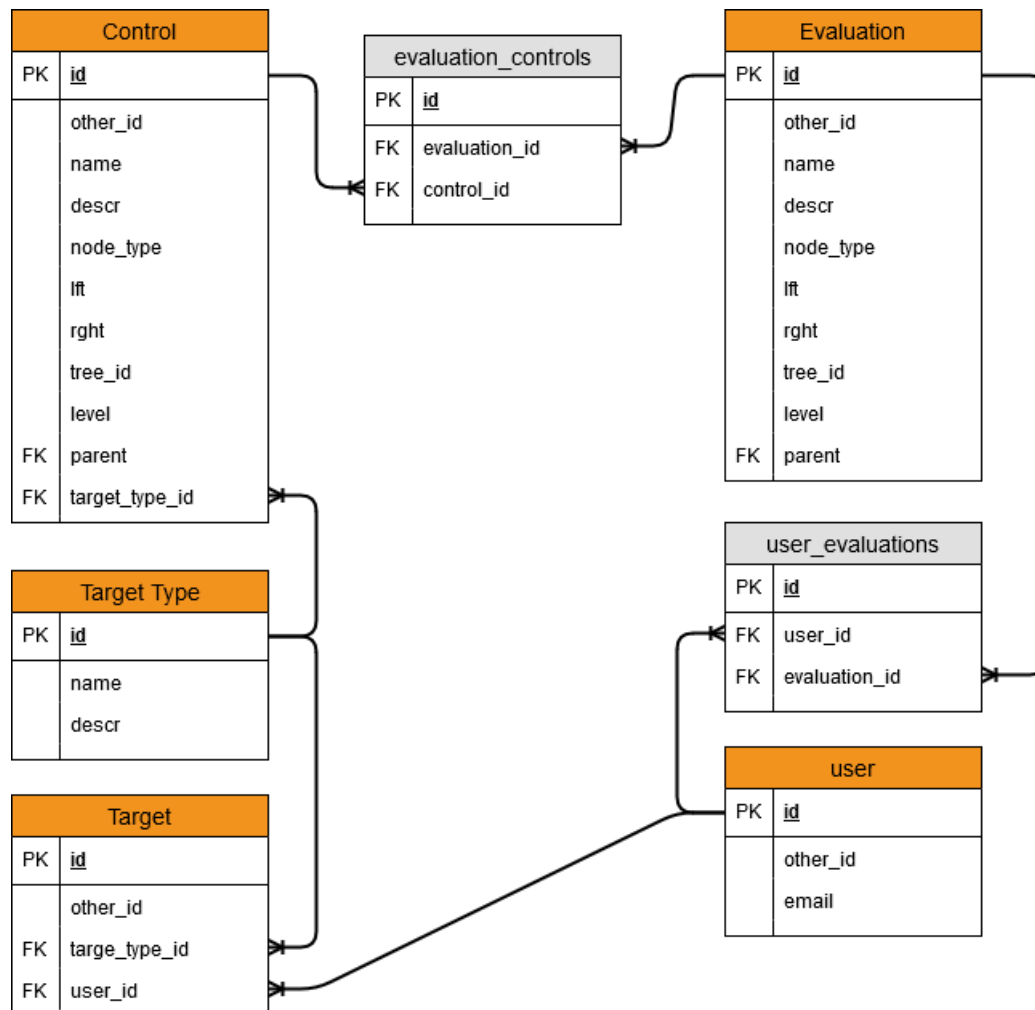 Control
PK id
other_id
name
descr
node_type
lft
rght
tree_id
level
FK parent
FK target_type_id
evaluation_controls
PK id
FK evaluation_id
FK control_id
Evaluation
PK id
other_id
name
descr
node_type
lft
rght
tree_id
level
FK parent
Target Type
PK id
name
descr
user_evaluations
PK id
FK user_id
FK evaluation_id
Target
PK id
other_id
FK targe_type_id
FK user_id
user
PK id
other_id
email